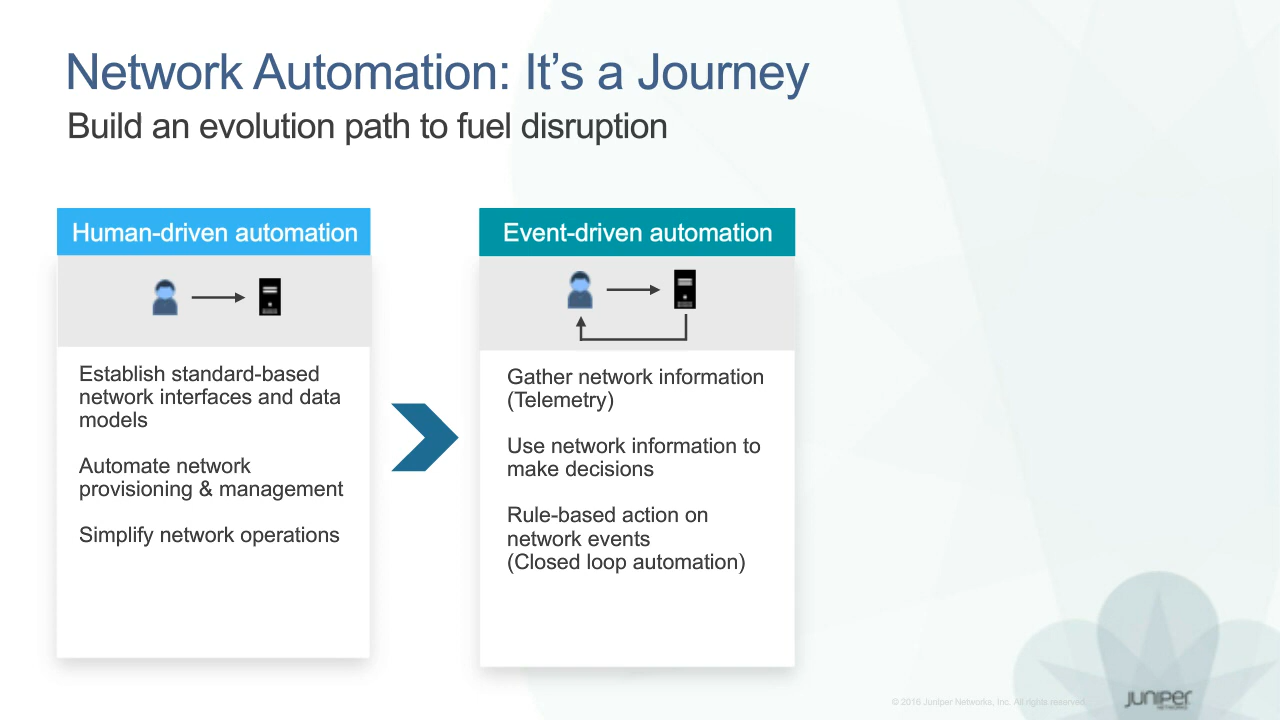 Network Automation: It's a Journey
Build an evolution path to fuel disruption
Human-driven automation
Establish standard-based
network interfaces and data
models
Automate network
provisioning & management
Simplify network operations
Event-driven automation
Gather network information
(Telemetry)
Use network information to
make decisions
Rule-based action on
network events
(Closed loop automation)
© 2016 Juniper Networks, Inc. All rights reserved.
JUNIPER
NETWORKS